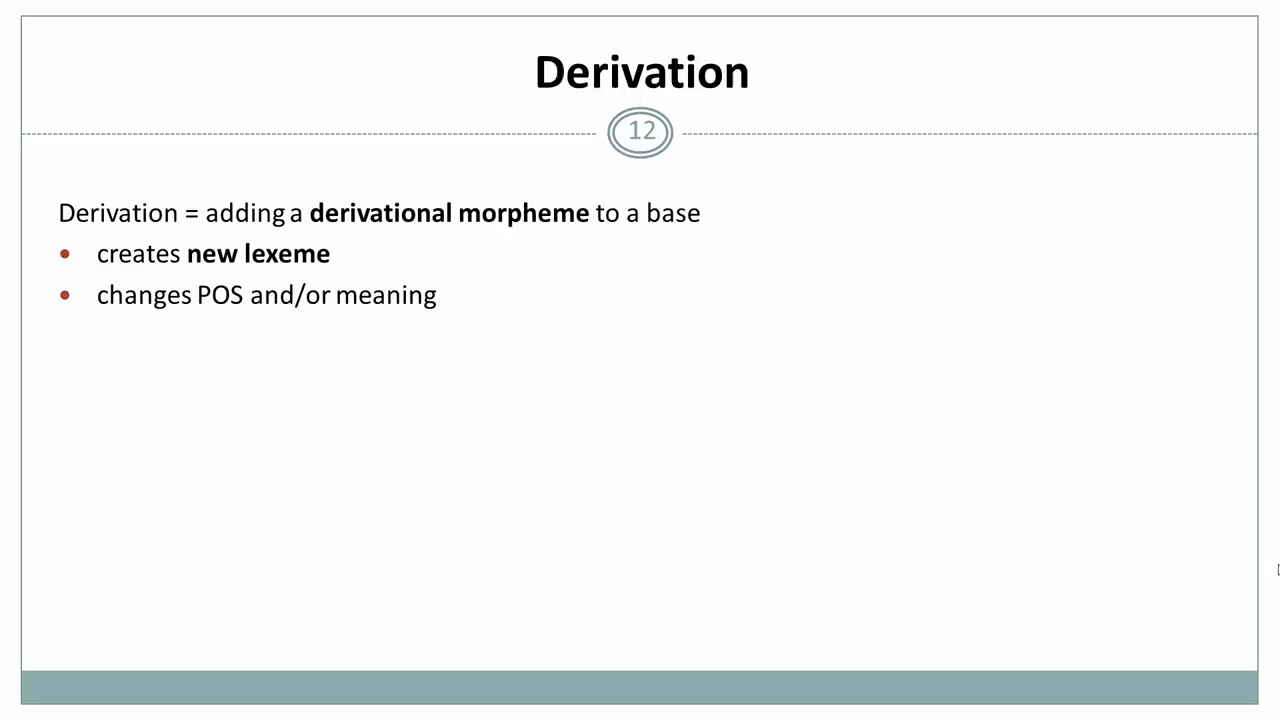 Derivation
12
Derivation = adding a derivational morpheme to a base
• creates new lexeme
• changes POS and/or meaning